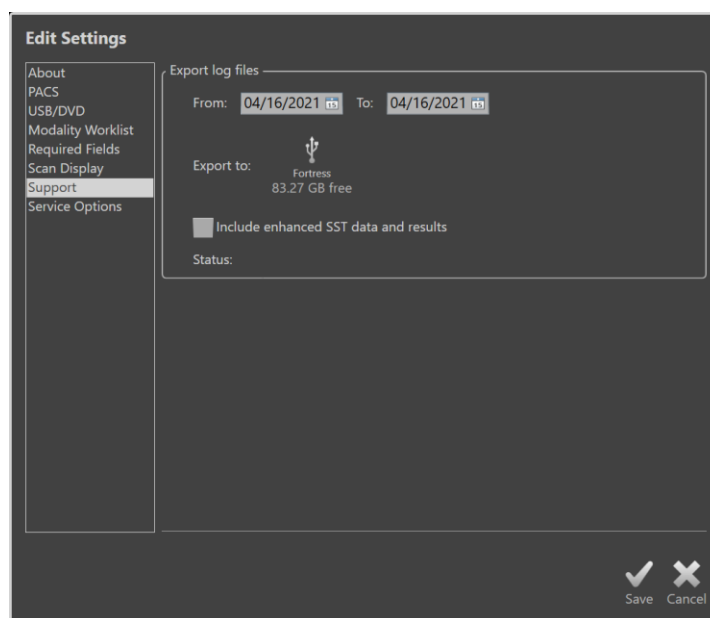 Edit Settings
About
PACS
USB/DVD
Modality Worklist
Required Fields
Scan Display
Support
Service Options
Export log files
From: 04/16/2021 15 To: 04/16/2021 15
Export to:
Fortress
83.27 GB free
Include enhanced SST data and results
Status:
Save Cancel